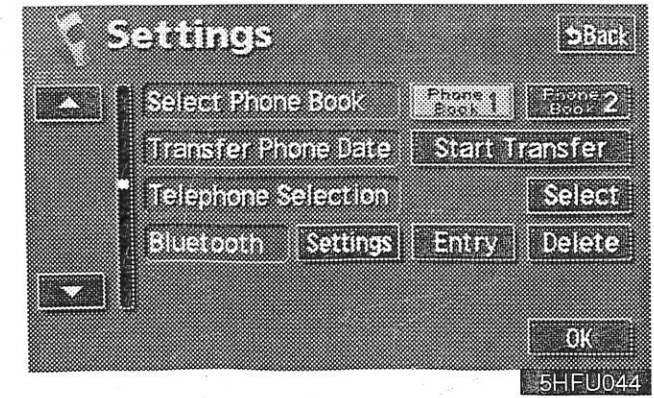 Settings
Back
Select Phone Book Phone Book 1 Phone Book 2
Transfer Phone Date Start Transfer
Telephone Selection Select
Bluetooth Settings Entry Delete
OK
5HFU044